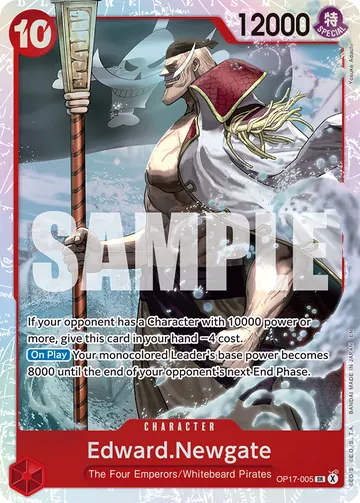 10
12000
特
SPECIAL
SAMPLE
If your opponent has a Character with 10000 power or
more, give this card in your hand −4 cost.
On Play Your monocolored Leader's base power becomes
8000 until the end of your opponent's next End Phase.
CHARACTER
Edward.Newgate
The Four Emperors/Whitebeard Pirates
OP17-005 SR X